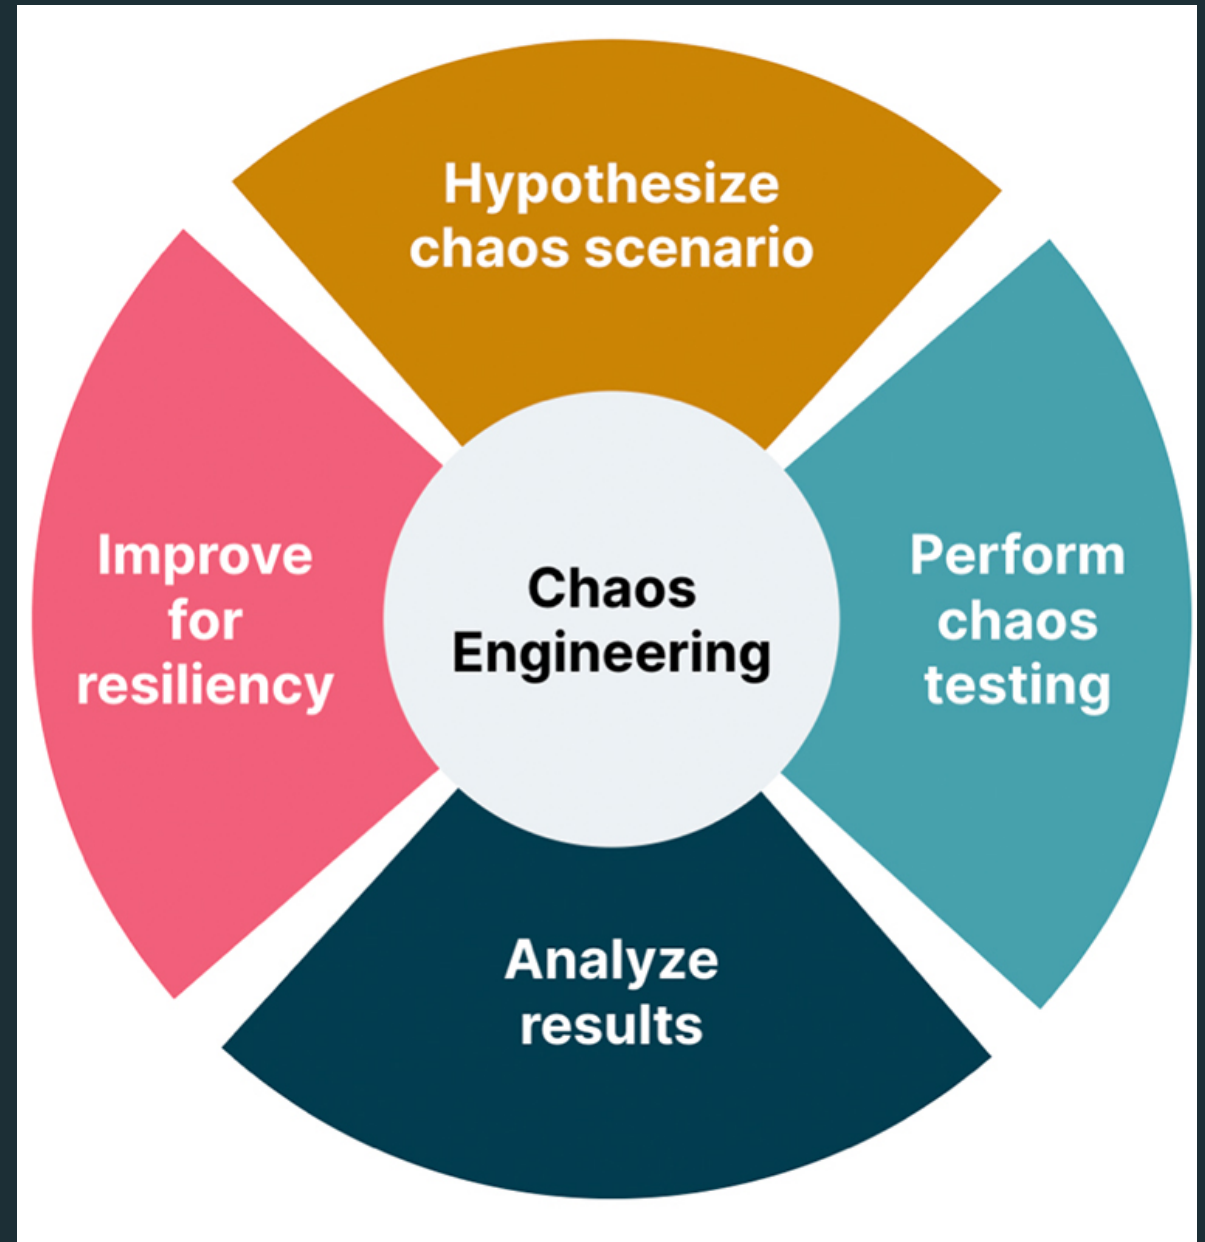 Hypothesize
chaos scenario
Perform
chaos
testing
Analyze
results
Improve
for
resiliency
Chaos
Engineering